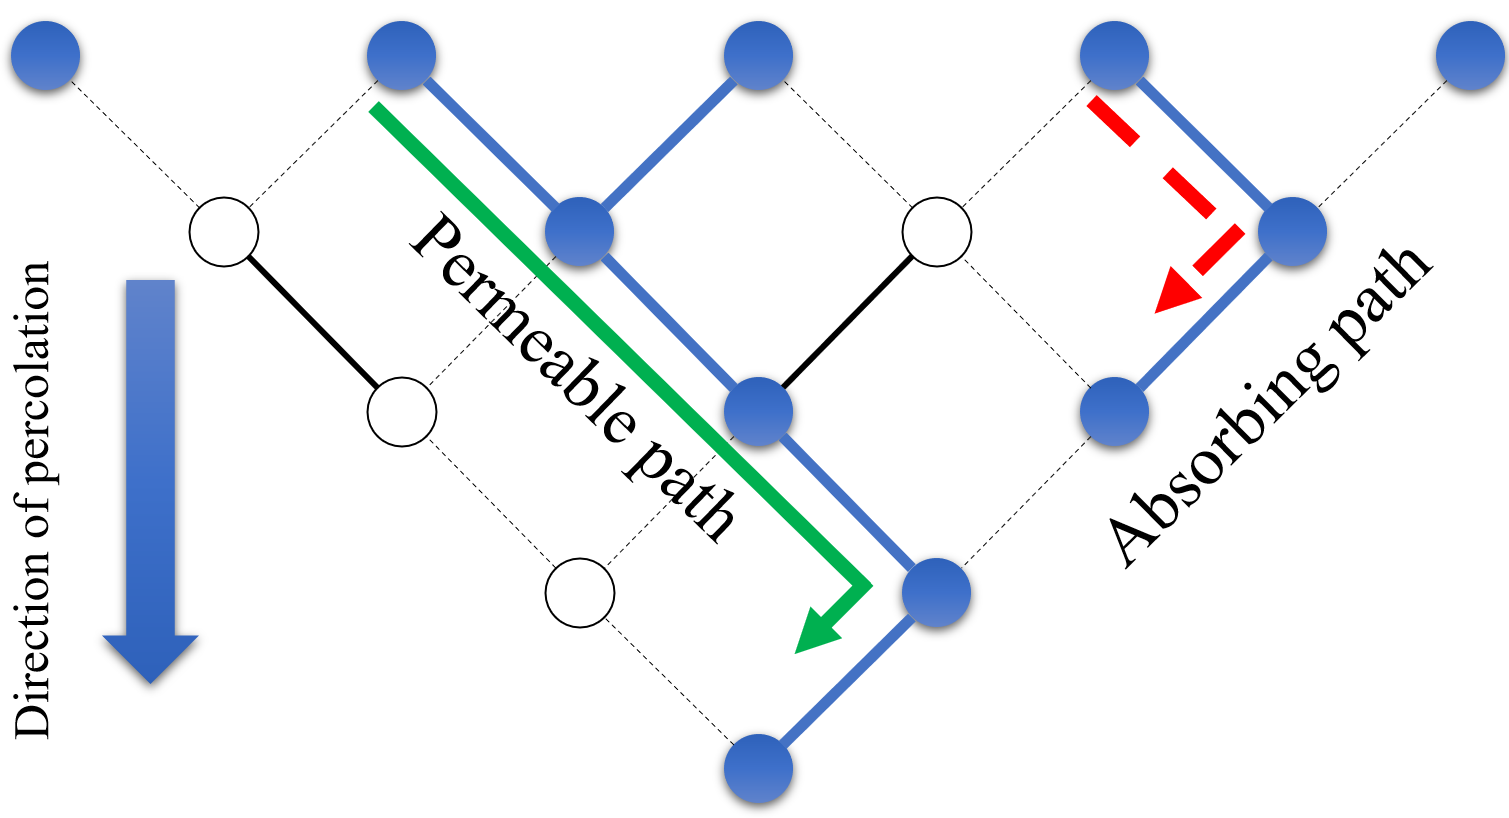 Direction of percolation
Permeable path
Absorbing path